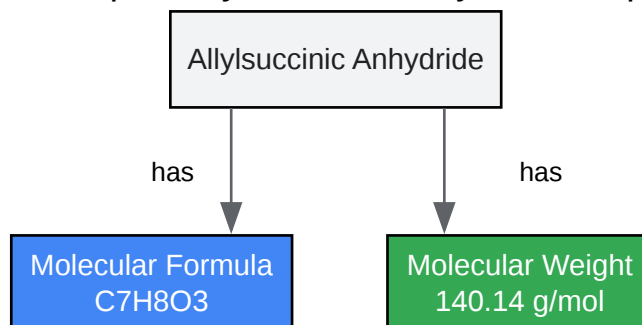 Allylsuccinic Anhydride
has
has
Molecular Formula
C7H8O3
Molecular Weight
140.14 g/mol